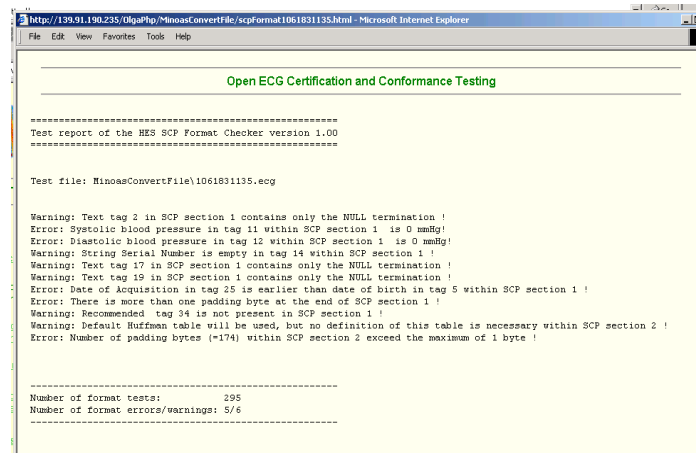 http://139.91.190.235/OlgaPhp/MinoasConvertFile/scpFormat1061831135.html - Microsoft Internet Explorer
File Edit View Favorites Tools Help
Open ECG Certification and Conformance Testing
======================================================
Test report of the HES SCP Format Checker version 1.00
======================================================
Test file: MinoasConvertFile\1061831135.ecg
Warning: Text tag 2 in SCP section 1 contains only the NULL termination !
Error: Systolic blood pressure in tag 11 within SCP section 1 is 0 mmHg!
Error: Diastolic blood pressure in tag 12 within SCP section 1 is 0 mmHg!
Warning: String Serial Number is empty in tag 14 within SCP section 1 !
Warning: Text tag 17 in SCP section 1 contains only the NULL termination !
Warning: Text tag 19 in SCP section 1 contains only the NULL termination !
Error: Date of Acquisition in tag 25 is earlier than date of birth in tag 5 within SCP section 1 !
Error: There is more than one padding byte at the end of SCP section 1 !
Warning: Recommended tag 34 is not present in SCP section 1 !
Warning: Default Huffman table will be used, but no definition of this table is necessary within SCP section 2 !
Error: Number of padding bytes (=174) within SCP section 2 exceed the maximum of 1 byte !
------------------------------------------------------
Number of format tests: 295
Number of format errors/warnings: 5/6
------------------------------------------------------